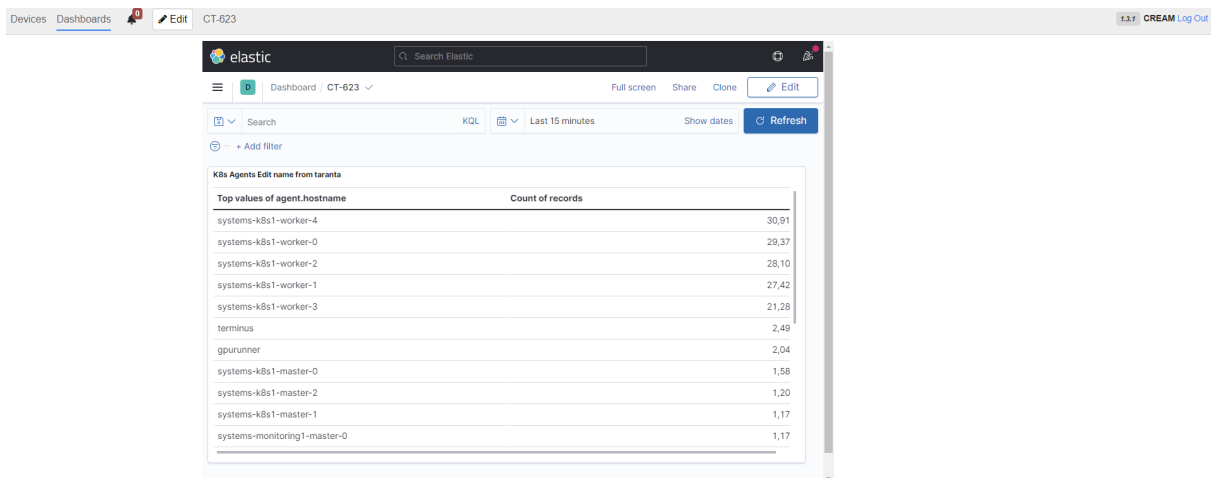 Devices Dashboards 0 Edit CT-623 1.3.1 CREAM Log Out
elastic Search Elastic
D Dashboard / CT-623 Full screen Share Clone Edit
Search KQL Last 15 minutes Show dates Refresh
+ Add filter
K8s Agents Edit name from taranta
Top values of agent.hostname Count of records
systems-k8s1-worker-4 30,91
systems-k8s1-worker-0 29,37
systems-k8s1-worker-2 28,10
systems-k8s1-worker-1 27,42
systems-k8s1-worker-3 21,28
terminus 2,49
gpurunner 2,04
systems-k8s1-master-0 1,58
systems-k8s1-master-2 1,20
systems-k8s1-master-1 1,17
systems-monitoring1-master-0 1,17